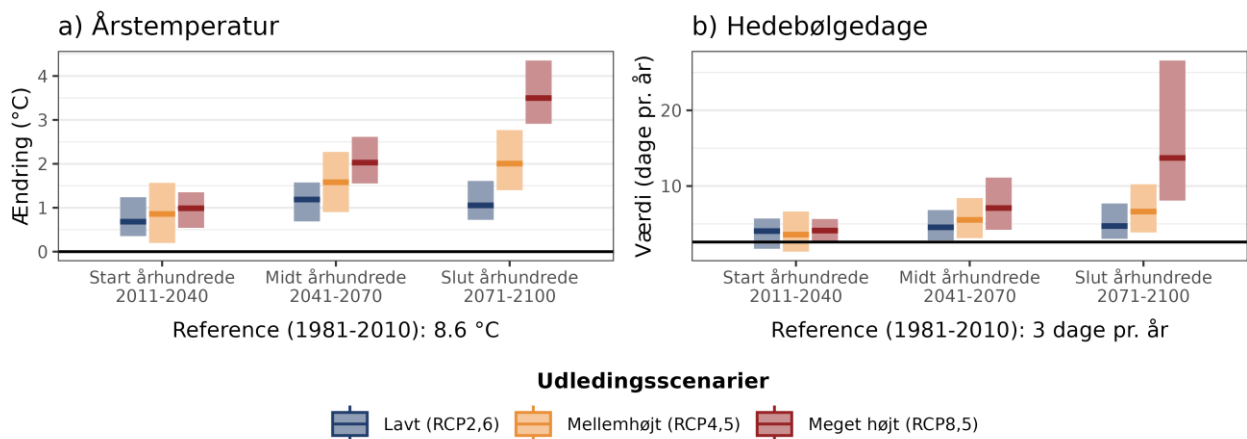 a) Årstemperatur
Ændring (°C)
4
3
2
1
0
Start århundrede
2011-2040
Midt århundrede
2041-2070
Slut århundrede
2071-2100
Reference (1981-2010): 8.6 °C
b) Hedebølgedage
Værdi (dage pr. år)
20
10
Start århundrede
2011-2040
Midt århundrede
2041-2070
Slut århundrede
2071-2100
Reference (1981-2010): 3 dage pr. år
Udledingsscenarier
Lavt (RCP2,6)
Mellemhøjt (RCP4,5)
Meget højt (RCP8,5)